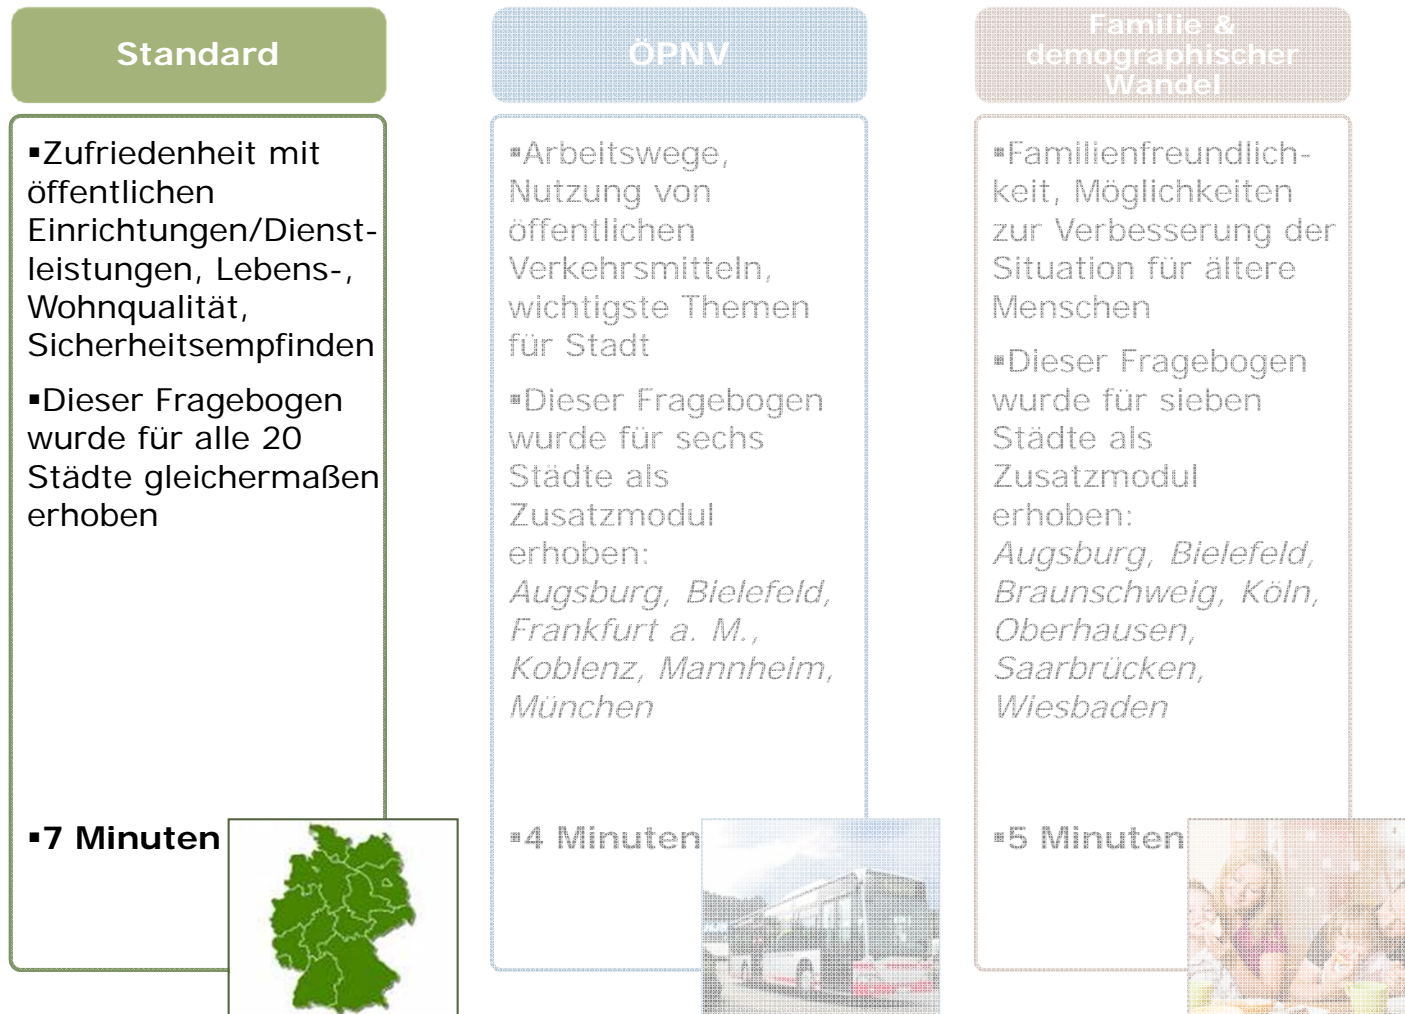 Standard
▪Zufriedenheit mit
öffentlichen
Einrichtungen/Dienst-
leistungen, Lebens-,
Wohnqualität,
Sicherheitsempfinden
▪Dieser Fragebogen
wurde für alle 20
Städte gleichermaßen
erhoben
▪7 Minuten
ÖPNV
▪Arbeitswege,
Nutzung von
öffentlichen
Verkehrsmitteln,
wichtigste Themen
für Stadt
▪Dieser Fragebogen
wurde für sechs
Städte als
Zusatzmodul
erhoben:
Augsburg, Bielefeld,
Frankfurt a. M.,
Koblenz, Mannheim,
München
▪4 Minuten
Familie &
demographischer
Wandel
▪Familienfreundlich-
keit, Möglichkeiten
zur Verbesserung der
Situation für ältere
Menschen
▪Dieser Fragebogen
wurde für sieben
Städte als
Zusatzmodul
erhoben:
Augsburg, Bielefeld,
Braunschweig, Köln,
Oberhausen,
Saarbrücken,
Wiesbaden
▪5 Minuten